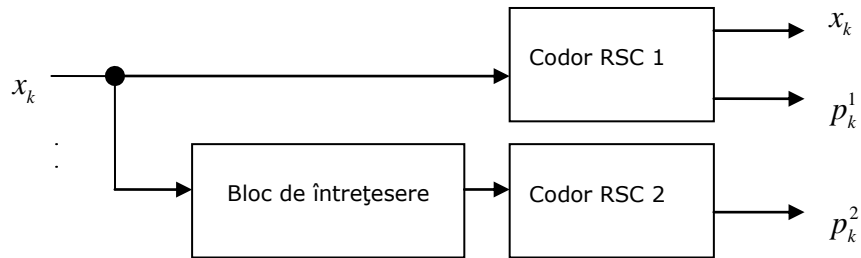 x_k
Codor RSC 1
x_k
p_k^1
Bloc de întreţesere
Codor RSC 2
p_k^2